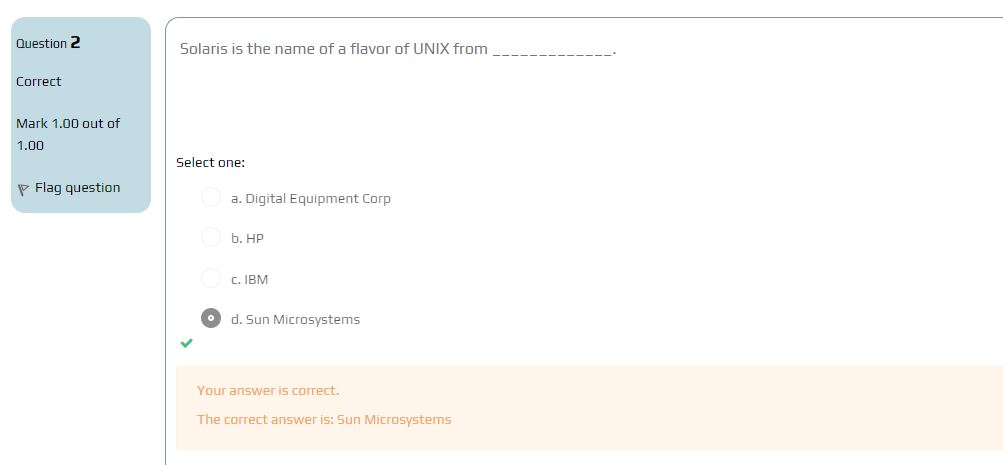 Question 2
Correct
Mark 1.00 out of
1.00
Flag question
Solaris is the name of a flavor of UNIX from _____________.
Select one:
a. Digital Equipment Corp
b. HP
c. IBM
d. Sun Microsystems
Your answer is correct.
The correct answer is: Sun Microsystems